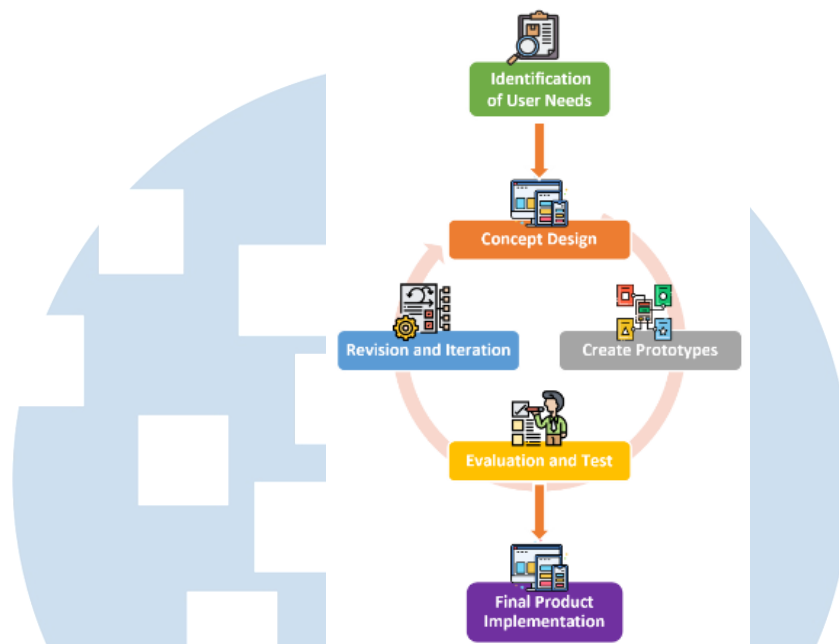 Identification
of User Needs
Concept Design
Revision and Iteration
Create Prototypes
Evaluation and Test
Final Product
Implementation